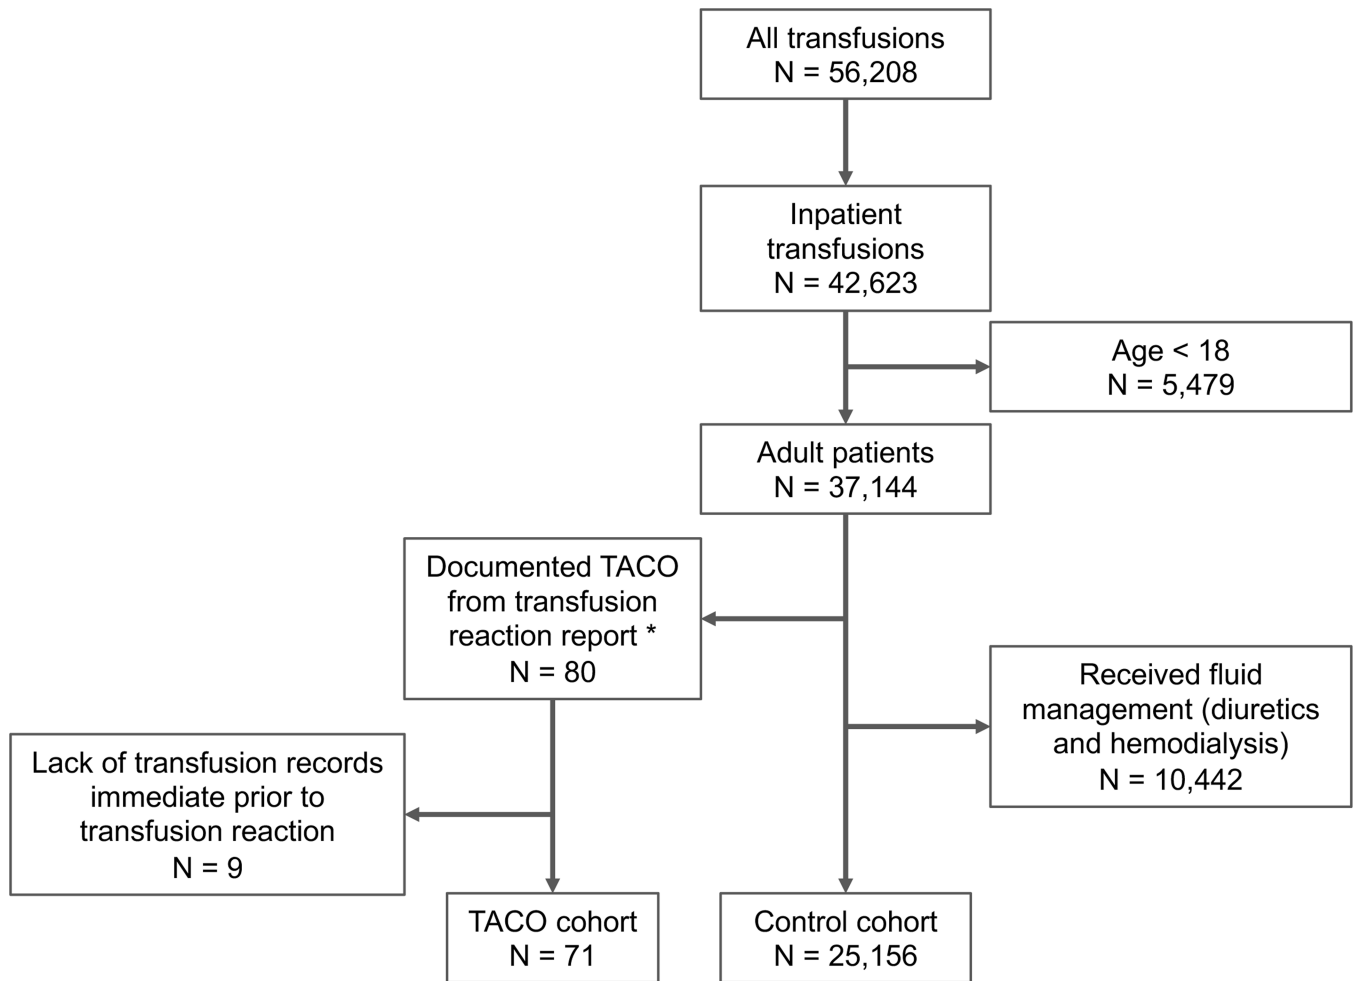 All transfusions
N = 56,208
Inpatient
transfusions
N = 42,623
Age < 18
N = 5,479
Adult patients
N = 37,144
Documented TACO
from transfusion
reaction report *
N = 80
Received fluid
management (diuretics
and hemodialysis)
N = 10,442
Lack of transfusion records
immediate prior to
transfusion reaction
N = 9
TACO cohort
N = 71
Control cohort
N = 25,156